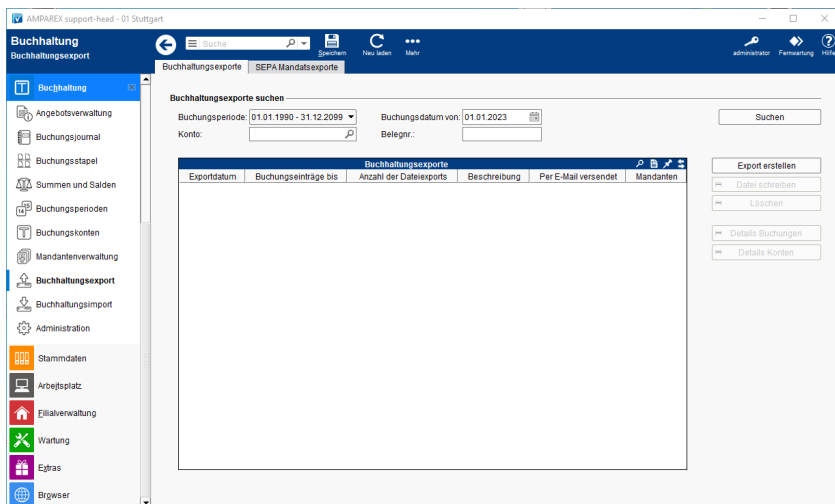 AMPAREX support-head - 01 Stuttgart
Buchhaltung
Buchhaltungsexport
Suche
Speichern
Neu laden
Mehr
administrator
Fernwartung
Hilfe
Buchhaltungsexporte
SEPA Mandatsexporte
Buchhaltung
Angebotsverwaltung
Buchungsjournal
Buchungsstapel
Summen und Salden
Buchungsperioden
Buchungskonten
Mandantenverwaltung
Buchhaltungsexport
Buchhaltungsimport
Administration
Stammdaten
Arbeitsplatz
Filialverwaltung
Wartung
Extras
Browser
Buchhaltungsexporte suchen
Buchungsperiode: 01.01.1990 - 31.12.2099
Buchungsdatum von: 01.01.2023
Suchen
Konto:
Belegnr.:
Buchhaltungsexporte
Exportdatum
Buchungseinträge bis
Anzahl der Dateiexports
Beschreibung
Per E-Mail versendet
Mandanten
Export erstellen
Datei schreiben
Löschen
Details Buchungen
Details Konten